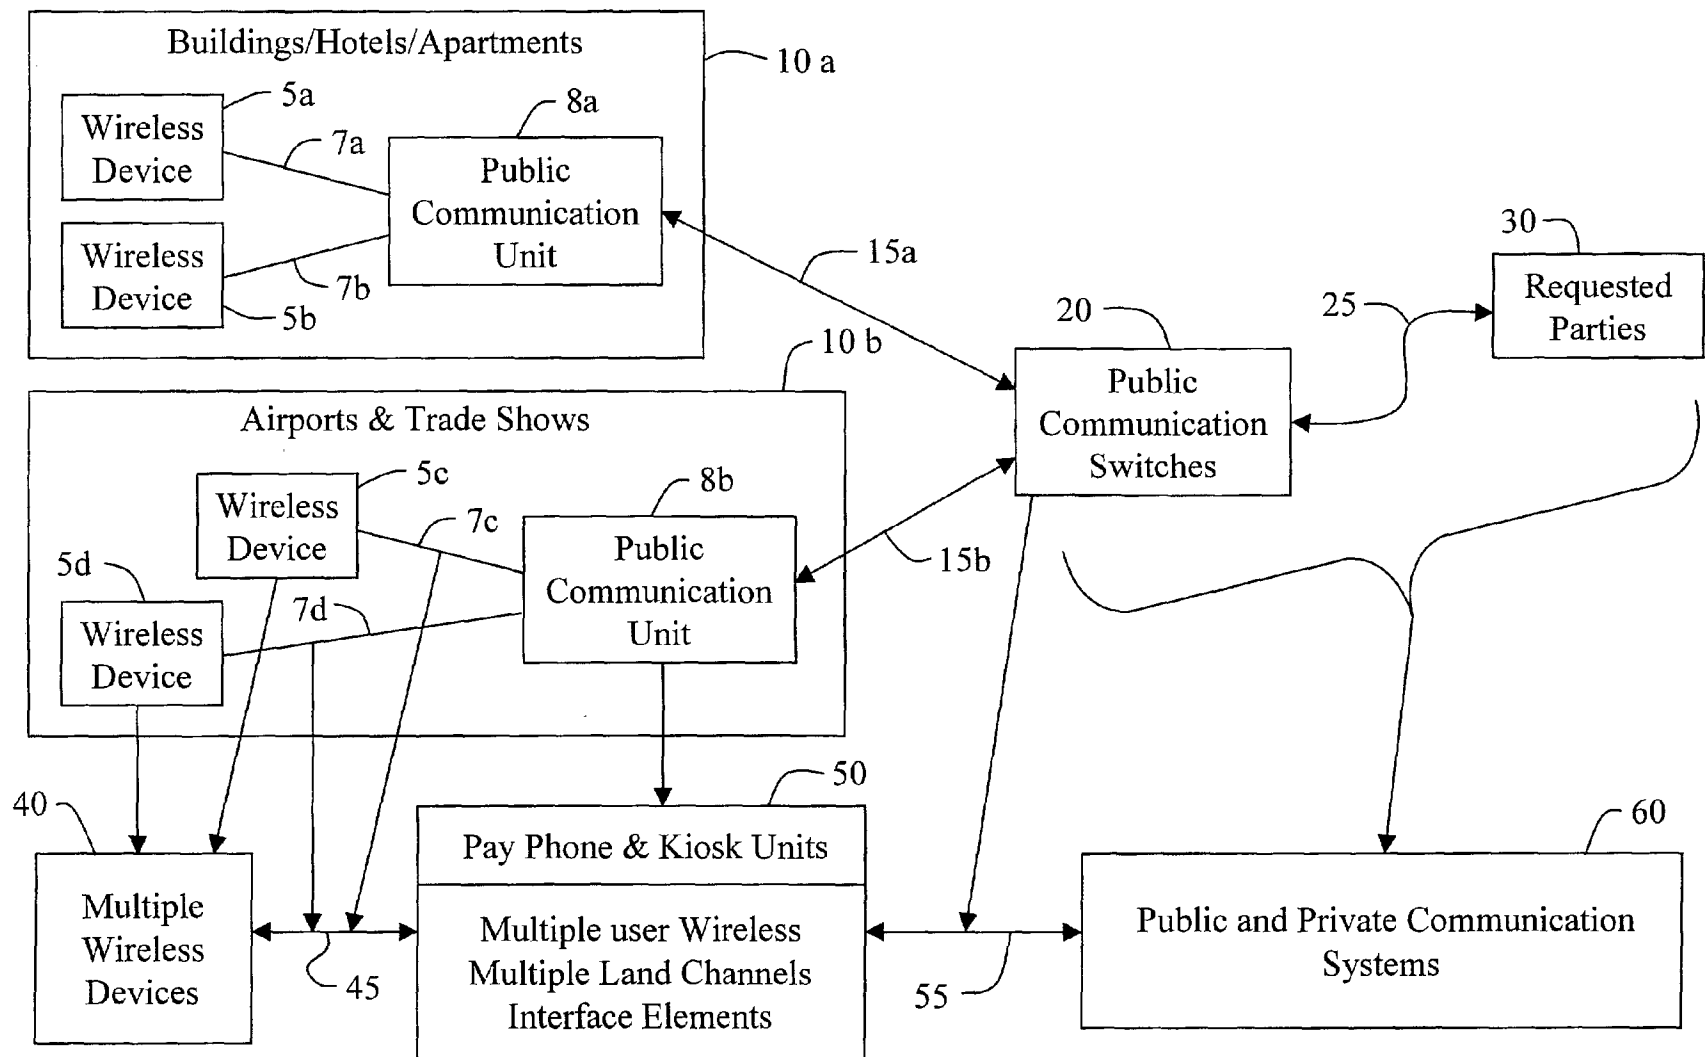 Buildings/Hotels/Apartments
10 a
5a
Wireless
Device
7a
8a
Public
Communication
Unit
Wireless
Device
7b
5b
15a
30
Requested
Parties
25
20
Public
Communication
Switches
10 b
Airports & Trade Shows
5c
Wireless
Device
7c
8b
Public
Communication
Unit
15b
5d
Wireless
Device
7d
40
Multiple
Wireless
Devices
45
50
Pay Phone & Kiosk Units
Multiple user Wireless
Multiple Land Channels
Interface Elements
55
60
Public and Private Communication
Systems